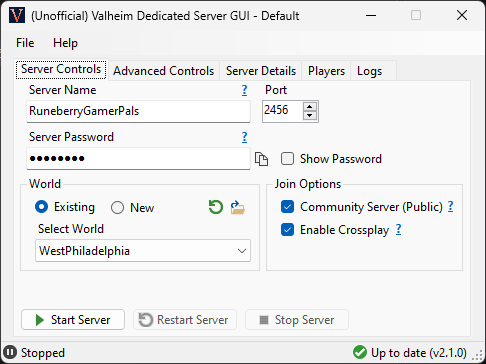 (Unofficial) Valheim Dedicated Server GUI - Default
File Help
Server Controls Advanced Controls Server Details Players Logs
Server Name ? Port
RuneberryGamerPals 2456
Server Password ?
●●●●●●●● Show Password
World Join Options
Existing New Community Server (Public) ?
Select World Enable Crossplay ?
WestPhiladelphia
Start Server Restart Server Stop Server
Stopped Up to date (v2.1.0)